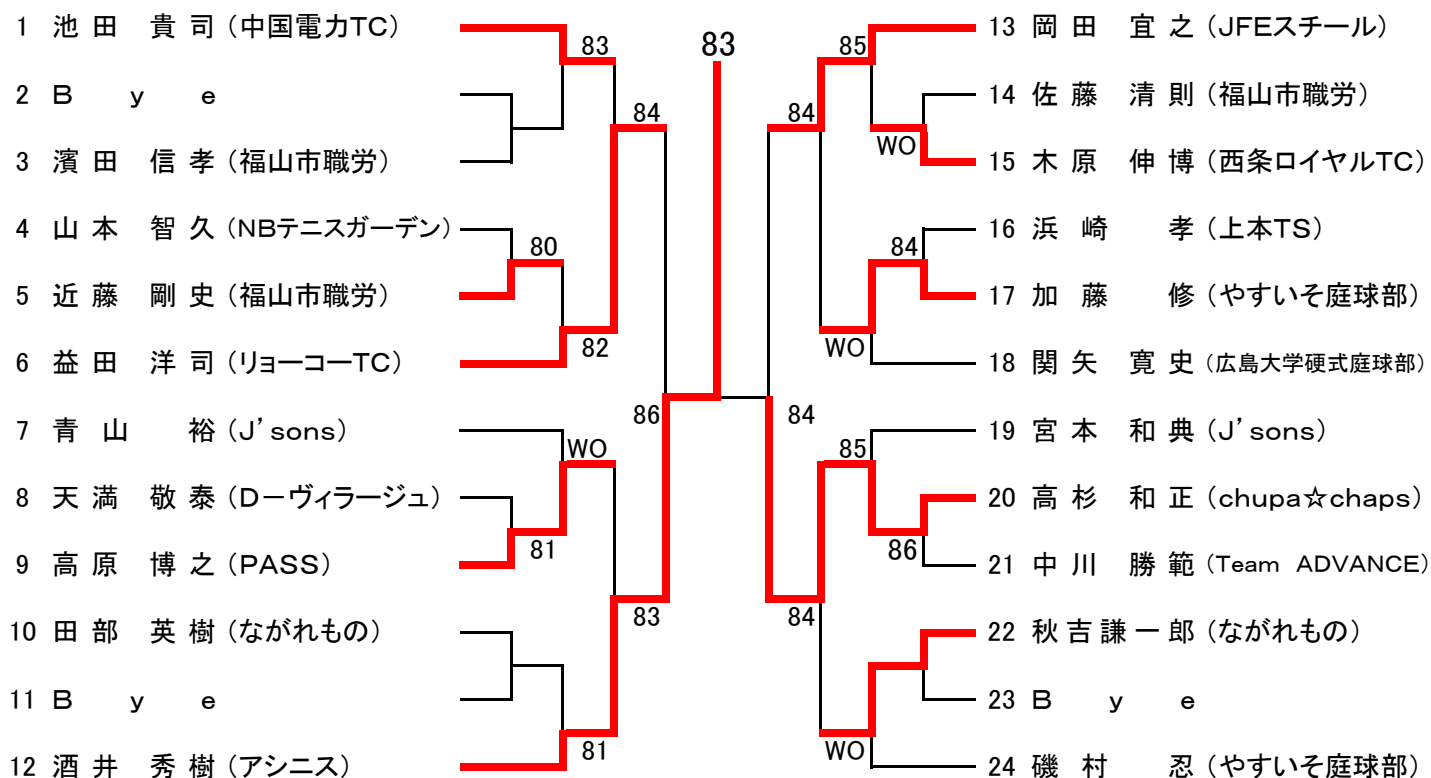 1 池田 貴司 (中国電力TC)
2 Bye
3 濱田 信孝 (福山市職労)
4 山本 智久 (NBテニスガーデン)
5 近藤 剛史 (福山市職労)
6 益田 洋司 (リョーコーTC)
7 青山 裕 (J'sons)
8 天満 敬泰 (D-ヴィラージュ)
9 高原 博之 (PASS)
10 田部 英樹 (ながれもの)
11 Bye
12 酒井 秀樹 (アシニス)
83
80
82
84
WO
81
81
83
86
83
84
84
84
85
WO
84
WO
85
86
WO
13 岡田 宜之 (JFEスチール)
14 佐藤 清則 (福山市職労)
15 木原 伸博 (西条ロイヤルTC)
16 浜崎 孝 (上本TS)
17 加藤 修 (やすいそ庭球部)
18 関矢 寛史 (広島大学硬式庭球部)
19 宮本 和典 (J'sons)
20 高杉 和正 (chupa☆chaps)
21 中川 勝範 (Team ADVANCE)
22 秋吉謙一郎 (ながれもの)
23 Bye
24 磯村 忍 (やすいそ庭球部)